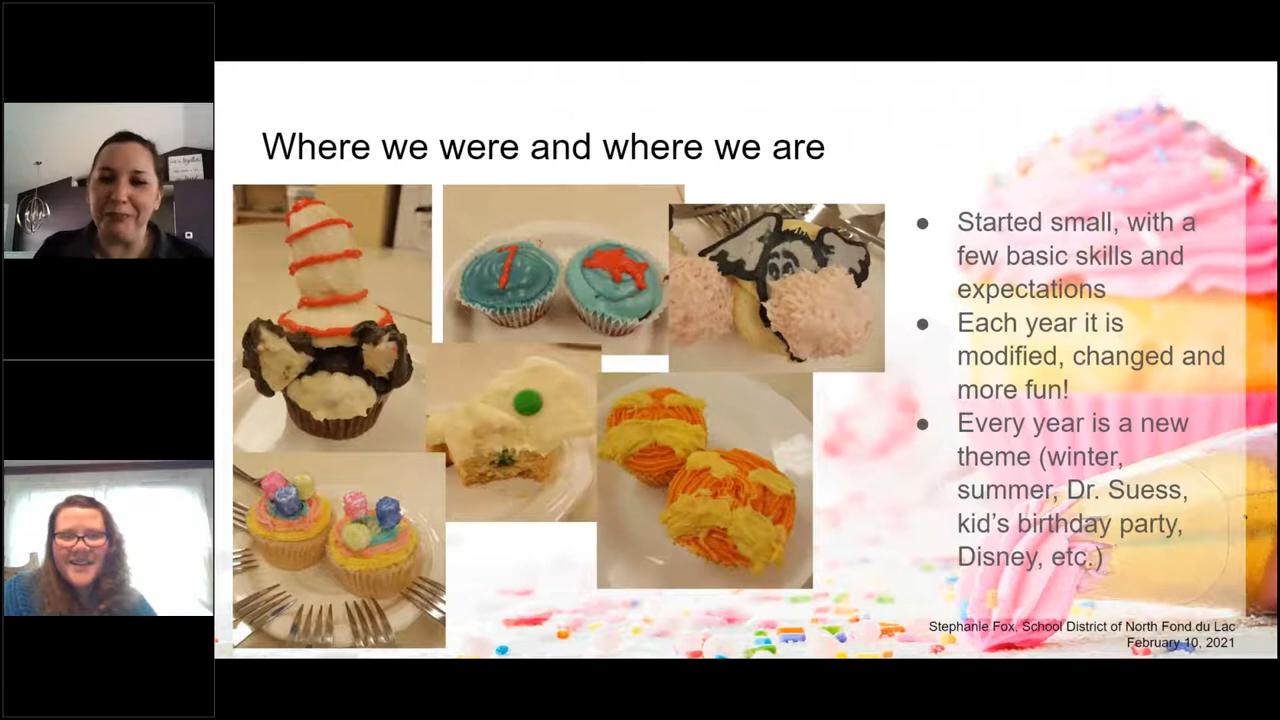 Where we were and where we are
● Started small, with a
few basic skills and
expectations
● Each year it is
modified, changed and
more fun!
● Every year is a new
theme (winter,
summer, Dr. Suess,
kid's birthday party,
Disney, etc.)
Stephanie Fox, School District of North Fond du Lac
February 10, 2021